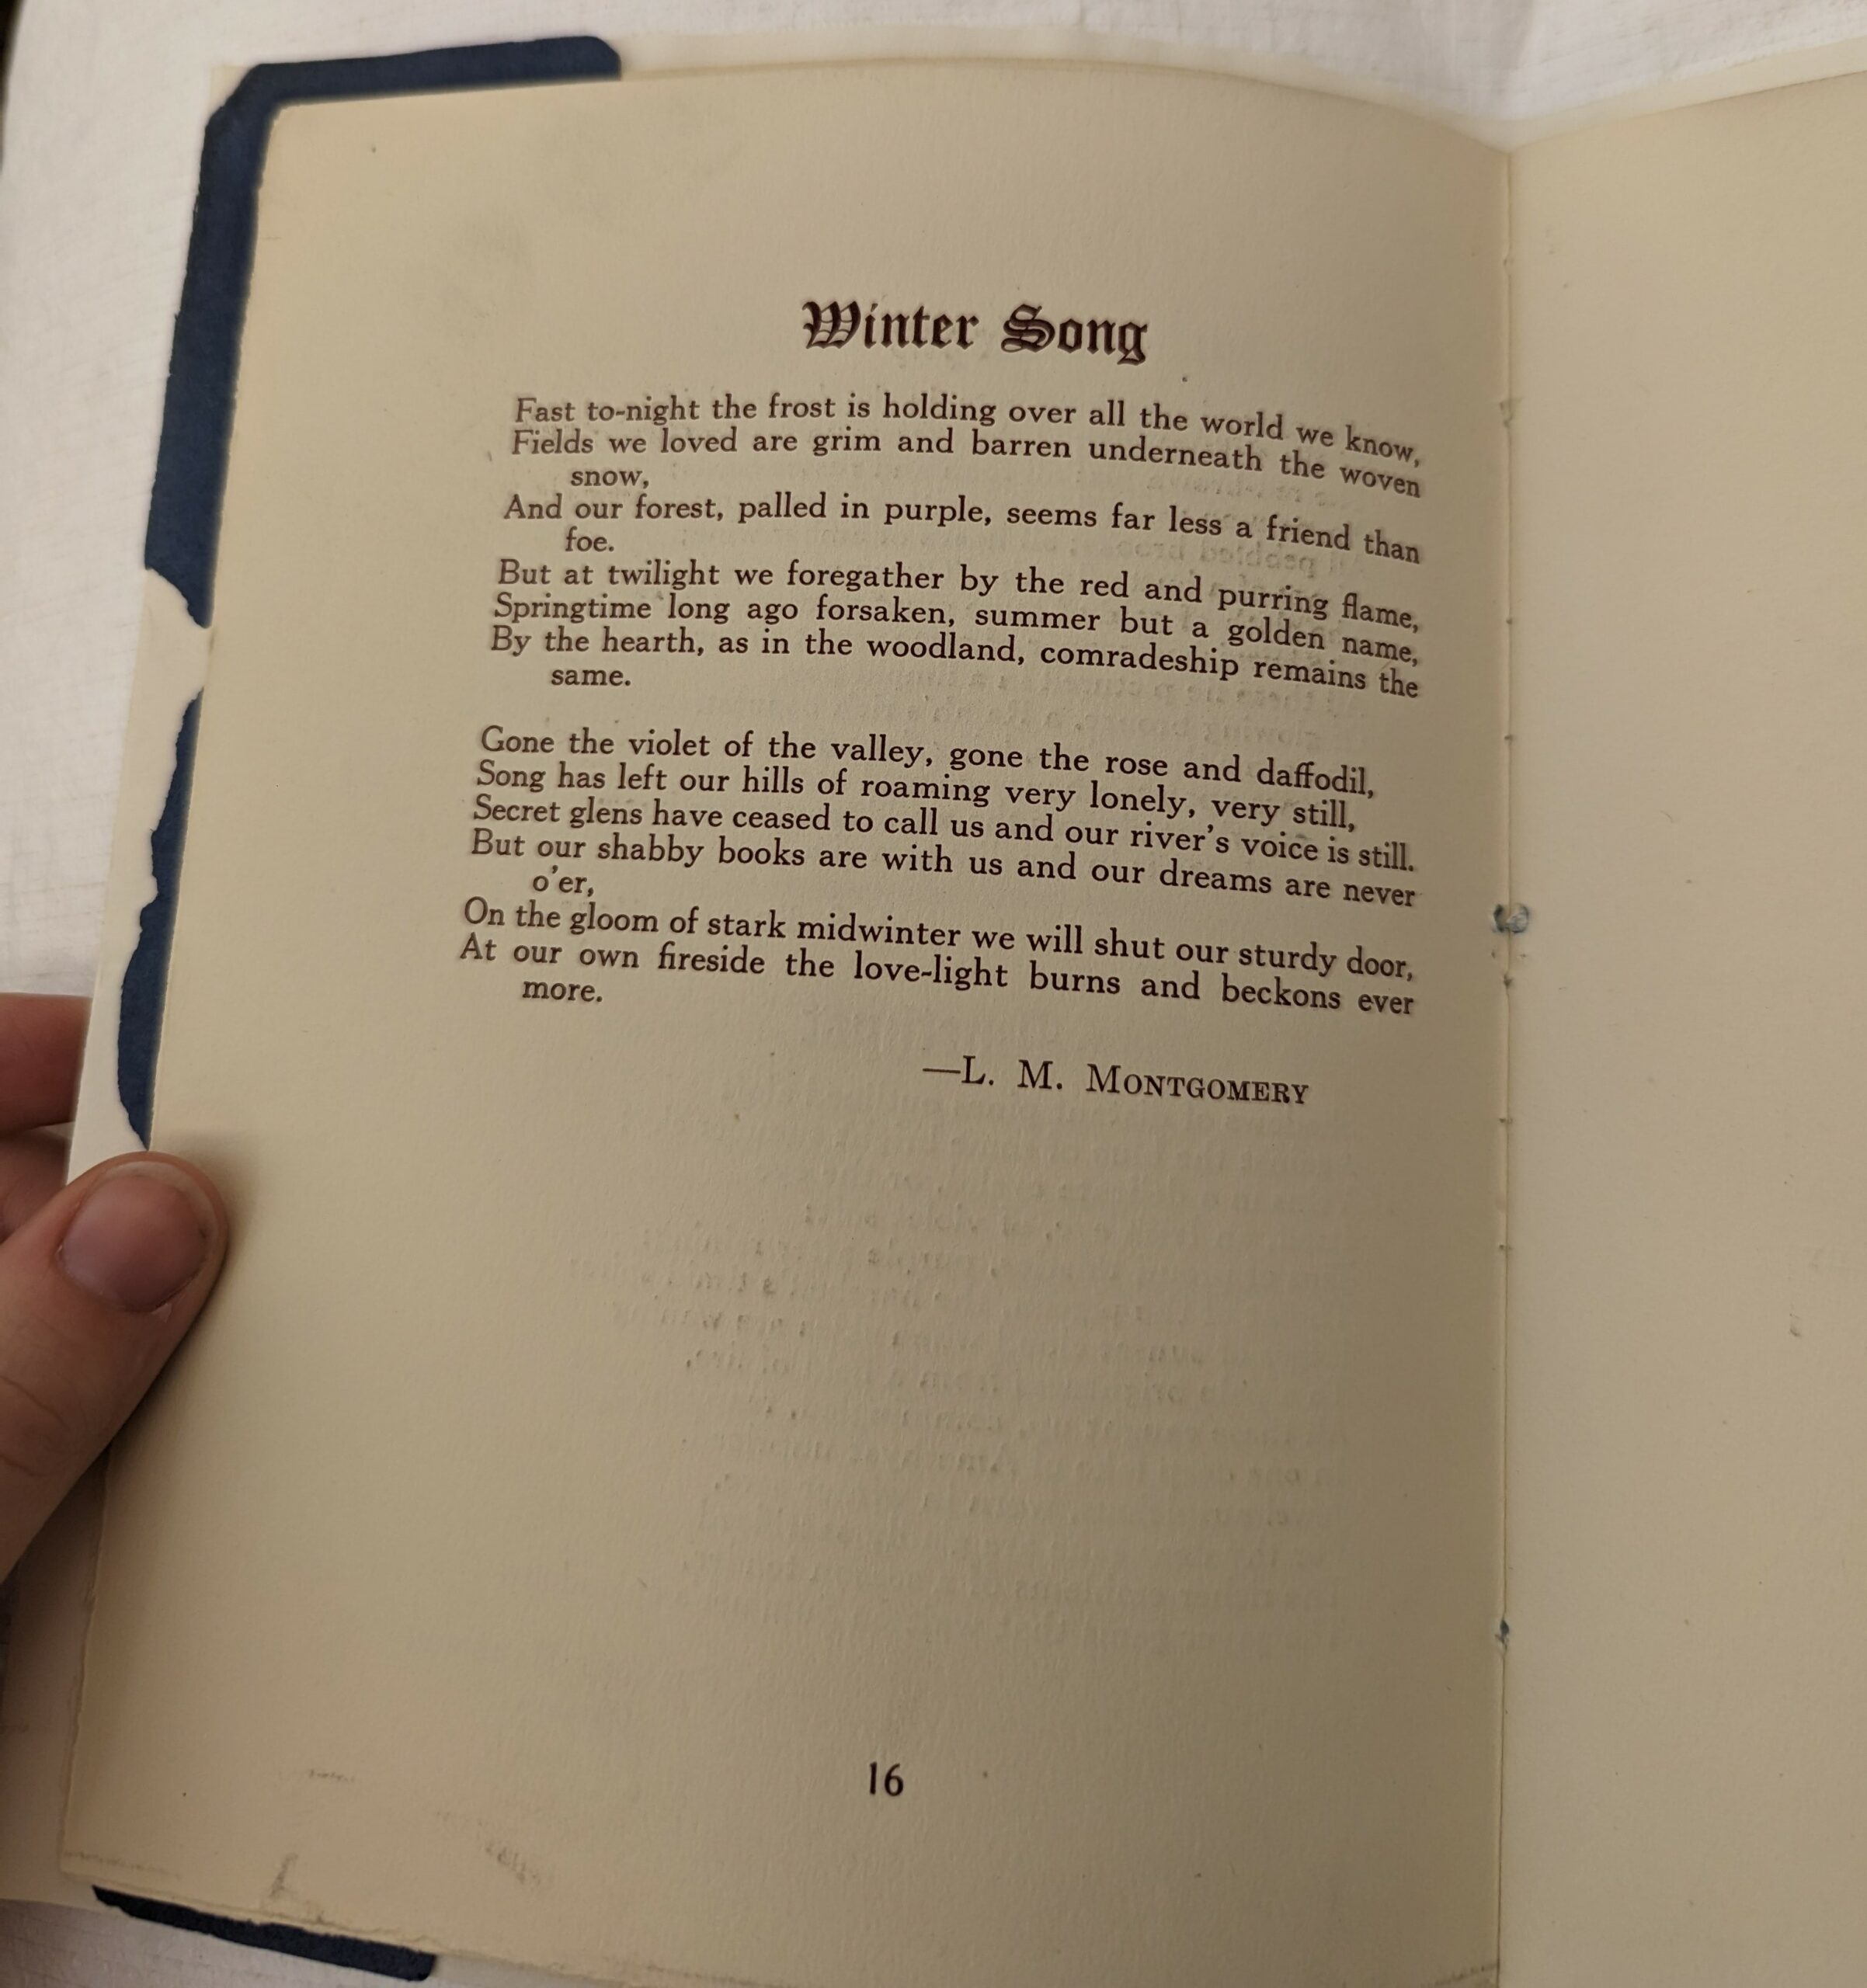 Winter Song
Fast to-night the frost is holding over all the world we know,
Fields we loved are grim and barren underneath the woven
snow,
And our forest, palled in purple, seems far less a friend than
foe.
But at twilight we foregather by the red and purring flame,
Springtime long ago forsaken, summer but a golden name,
By the hearth, as in the woodland, comradeship remains the
same.
Gone the violet of the valley, gone the rose and daffodil,
Song has left our hills of roaming very lonely, very still,
Secret glens have ceased to call us and our river's voice is still.
But our shabby books are with us and our dreams are never
o'er,
On the gloom of stark midwinter we will shut our sturdy door,
At our own fireside the love-light burns and beckons ever
more.
—L. M. MONTGOMERY
16